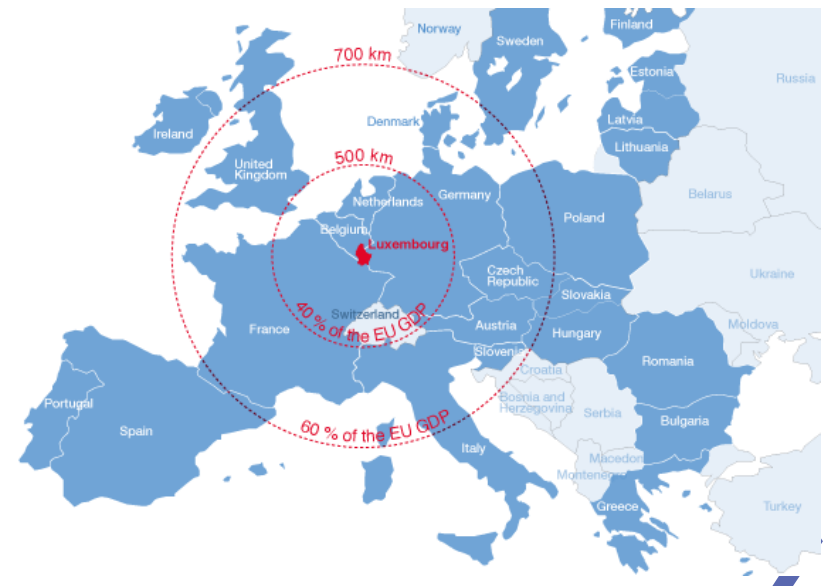 Norway
Finland
Sweden
700 km
Estonia
Russia
Denmark
Latvia
Ireland
Lithuania
500 km
United
Kingdom
Germany
Belarus
Netherlands
Poland
Belgium
Luxembourg
Czech
Republic
Ukraine
Slovakia
Switzerland
40 % of the EU GDP
France
Austria
Moldova
Hungary
Slovenia
Romania
Croatia
Bosnia and
Herzegovina
Portugal
Serbia
Spain
60 % of the EU GDP
Bulgaria
Italy
Macedon
Montenegro
Greece
Turkey